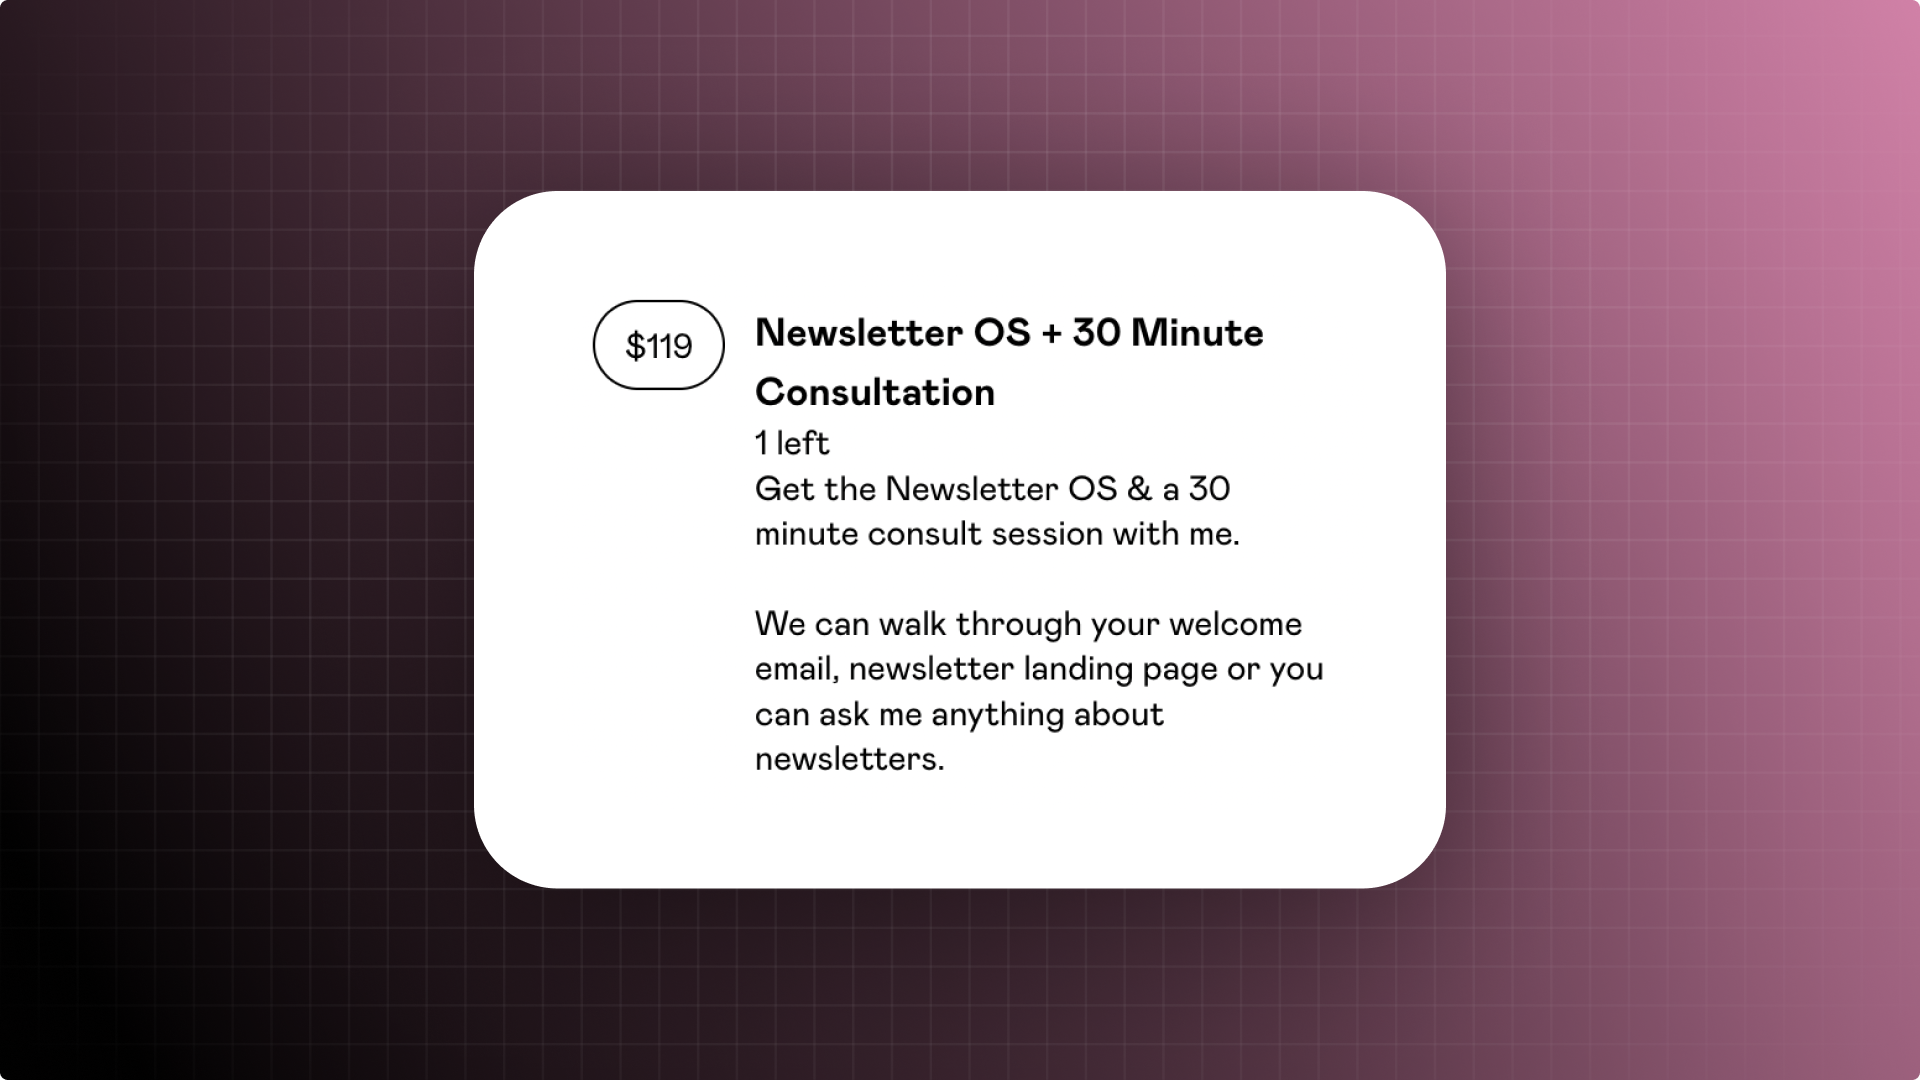 $119
Newsletter OS + 30 Minute
Consultation
1 left
Get the Newsletter OS & a 30
minute consult session with me.
We can walk through your welcome
email, newsletter landing page or you
can ask me anything about
newsletters.